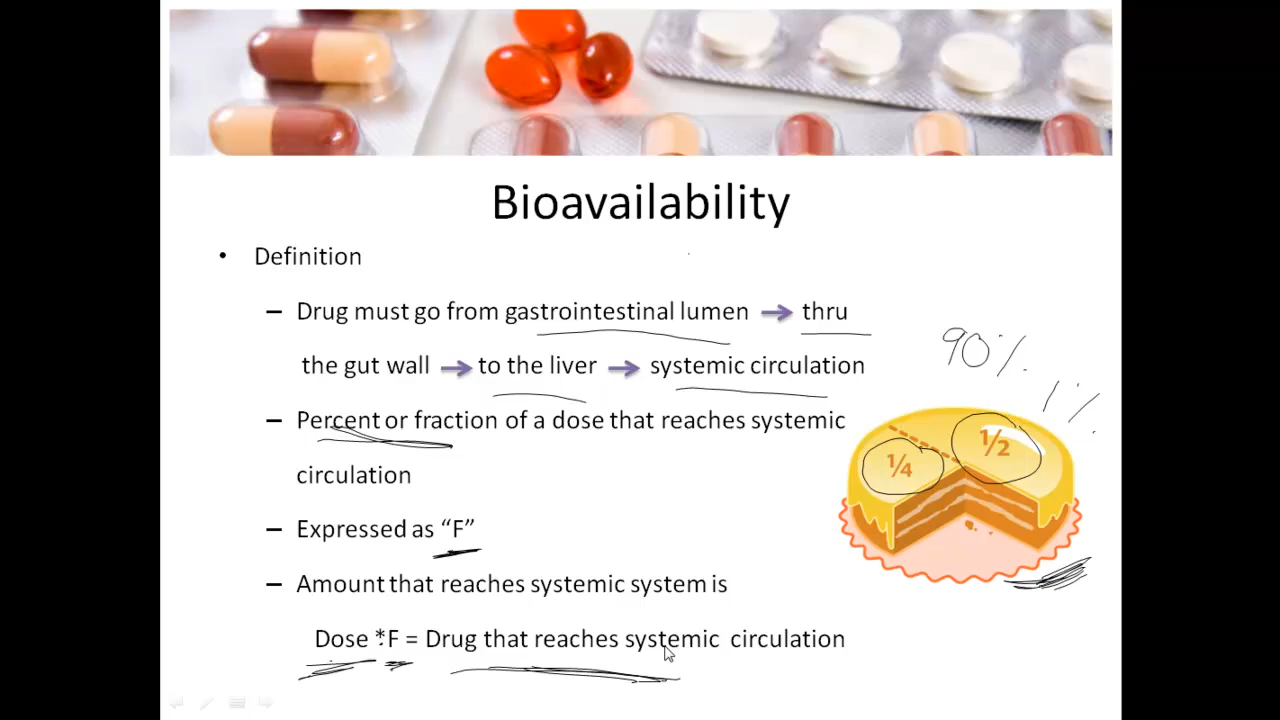 Bioavailability
• Definition
– Drug must go from gastrointestinal lumen → thru
the gut wall → to the liver → systemic circulation
90%
1%
– Percent or fraction of a dose that reaches systemic
circulation
1/4
1/2
– Expressed as “F”
– Amount that reaches systemic system is
Dose *F = Drug that reaches systemic circulation